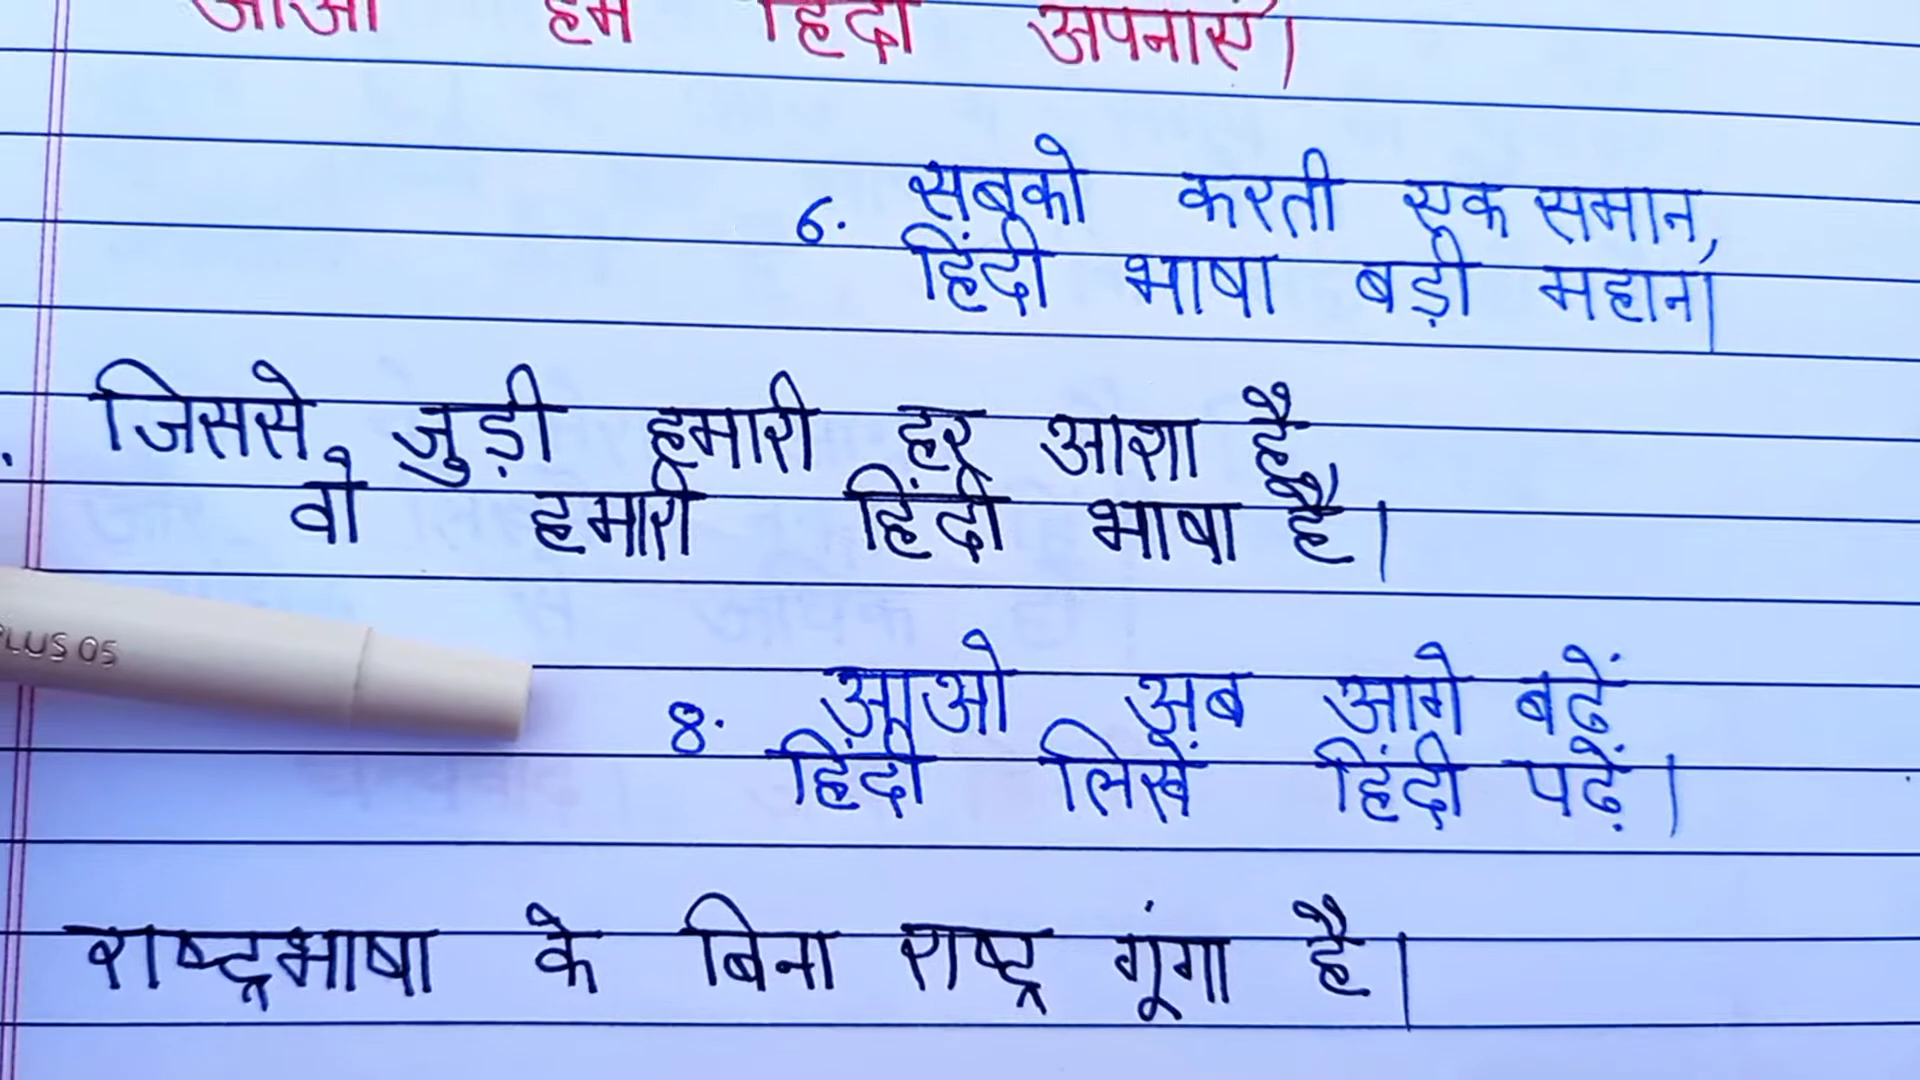 आओ हम हिंदी अपनाएं।
6. सबको करती एक समान,
हिंदी भाषा बड़ी महान।
जिससे जुड़ी हमारी हर आशा है,
वो हमारी हिंदी भाषा है।
PLUS 05
8. आओ अब आगे बढ़ें
हिंदी लिखें हिंदी पढ़ें।
राष्ट्रभाषा के बिना राष्ट्र गूंगा है।